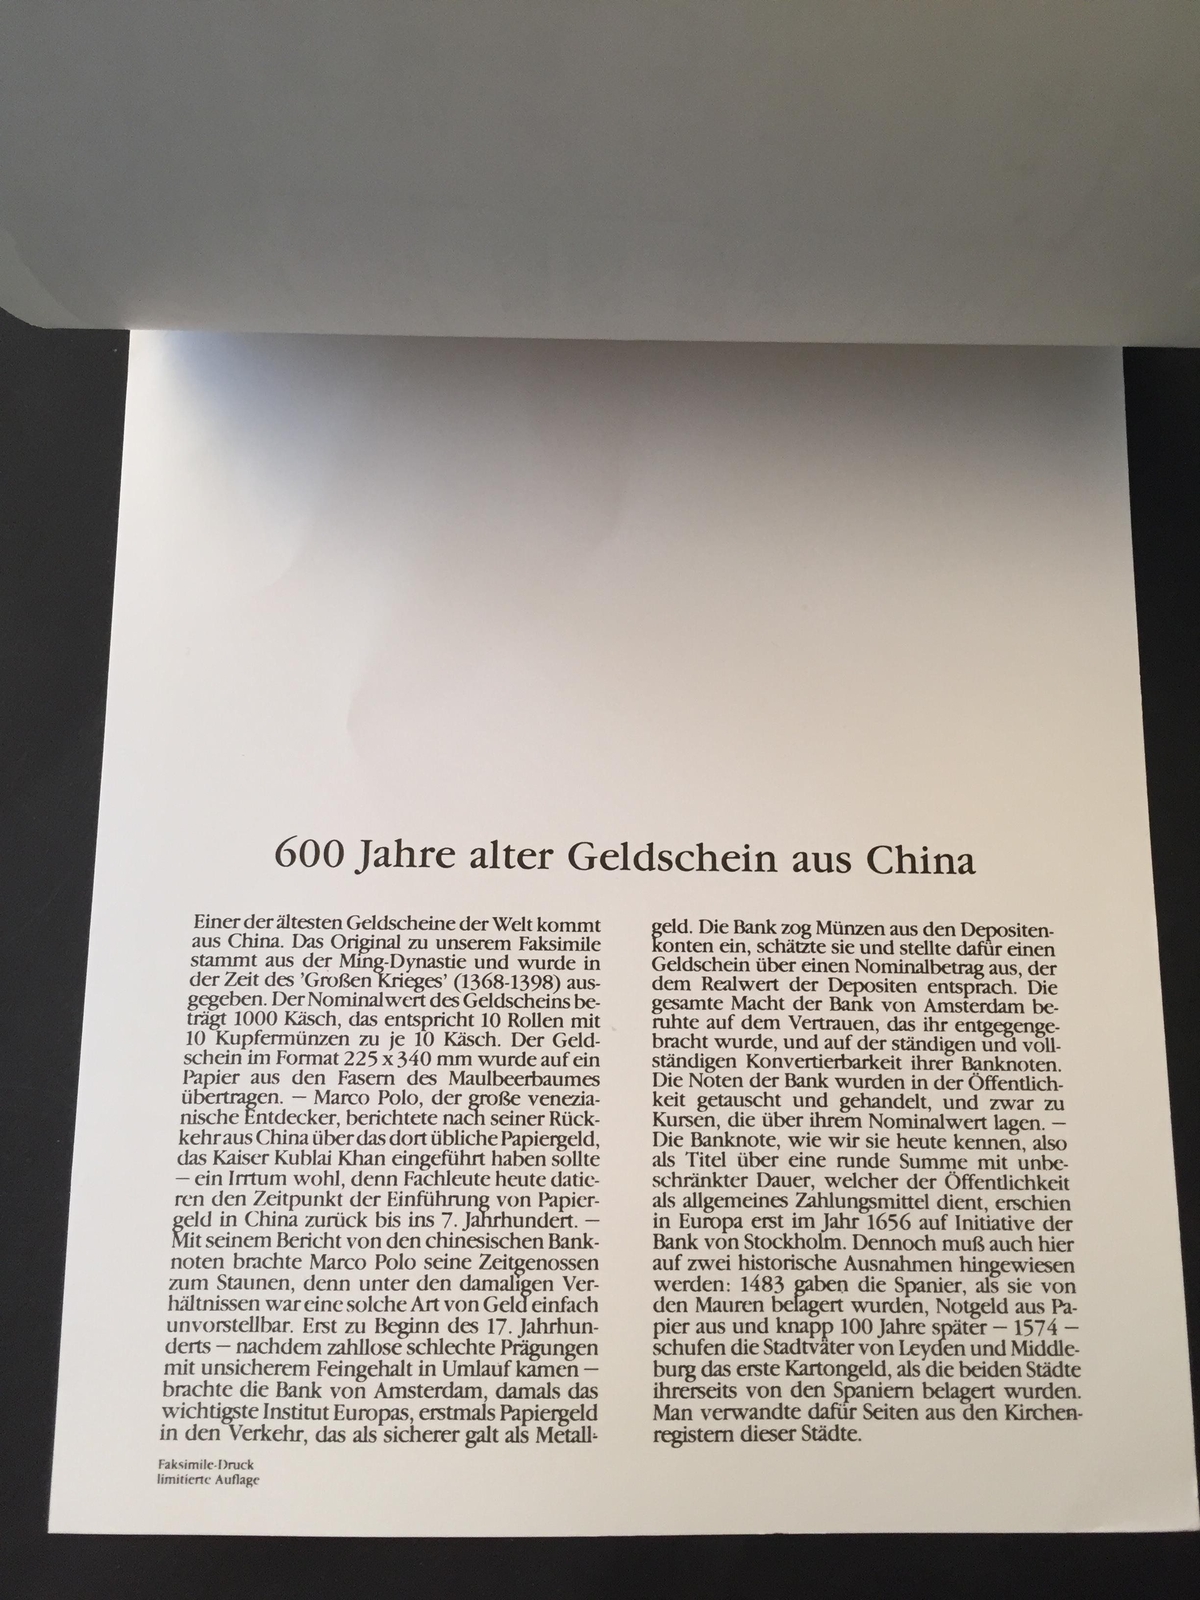 600 Jahre alter Geldschein aus China
Einer der ältesten Geldscheine der Welt kommt
aus China. Das Original zu unserem Faksimile
stammt aus der Ming-Dynastie und wurde in
der Zeit des 'Großen Krieges' (1368-1398) aus-
gegeben. Der Nominalwert des Geldscheins be-
trägt 1000 Käsch, das entspricht 10 Rollen mit
10 Kupfermünzen zu je 10 Käsch. Der Geld-
schein im Format 225 x 340 mm wurde auf ein
Papier aus den Fasern des Maulbeerbaumes
übertragen. — Marco Polo, der große venezia-
nische Entdecker, berichtete nach seiner Rück-
kehr aus China über das dort übliche Papiergeld,
das Kaiser Kublai Khan eingeführt haben sollte
— ein Irrtum wohl, denn Fachleute heute datie-
ren den Zeitpunkt der Einführung von Papier-
geld in China zurück bis ins 7. Jahrhundert. —
Mit seinem Bericht von den chinesischen Bank-
noten brachte Marco Polo seine Zeitgenossen
zum Staunen, denn unter den damaligen Ver-
hältnissen war eine solche Art von Geld einfach
unvorstellbar. Erst zu Beginn des 17. Jahrhun-
derts — nachdem zahllose schlechte Prägungen
mit unsicherem Feingehalt in Umlauf kamen —
brachte die Bank von Amsterdam, damals das
wichtigste Institut Europas, erstmals Papiergeld
in den Verkehr, das als sicherer galt als Metall-
geld. Die Bank zog Münzen aus den Depositen-
konten ein, schätzte sie und stellte dafür einen
Geldschein über einen Nominalbetrag aus, der
dem Realwert der Depositen entsprach. Die
gesamte Macht der Bank von Amsterdam be-
ruhte auf dem Vertrauen, das ihr entgegenge-
bracht wurde, und auf der ständigen und voll-
ständigen Konvertierbarkeit ihrer Banknoten.
Die Noten der Bank wurden in der Öffentlich-
keit getauscht und gehandelt, und zwar zu
Kursen, die über ihrem Nominalwert lagen. —
Die Banknote, wie wir sie heute kennen, also
als Titel über eine runde Summe mit unbe-
schränkter Dauer, welcher der Öffentlichkeit
als allgemeines Zahlungsmittel dient, erschien
in Europa erst im Jahr 1656 auf Initiative der
Bank von Stockholm. Dennoch muß auch hier
auf zwei historische Ausnahmen hingewiesen
werden: 1483 gaben die Spanier, als sie von
den Mauren belagert wurden, Notgeld aus Pa-
pier aus und knapp 100 Jahre später — 1574 —
schufen die Stadtväter von Leyden und Middle-
burg das erste Kartongeld, als die beiden Städte
ihrerseits von den Spaniern belagert wurden.
Man verwandte dafür Seiten aus den Kirchen-
registern dieser Städte.
Faksimile-Druck
limitierte Auflage